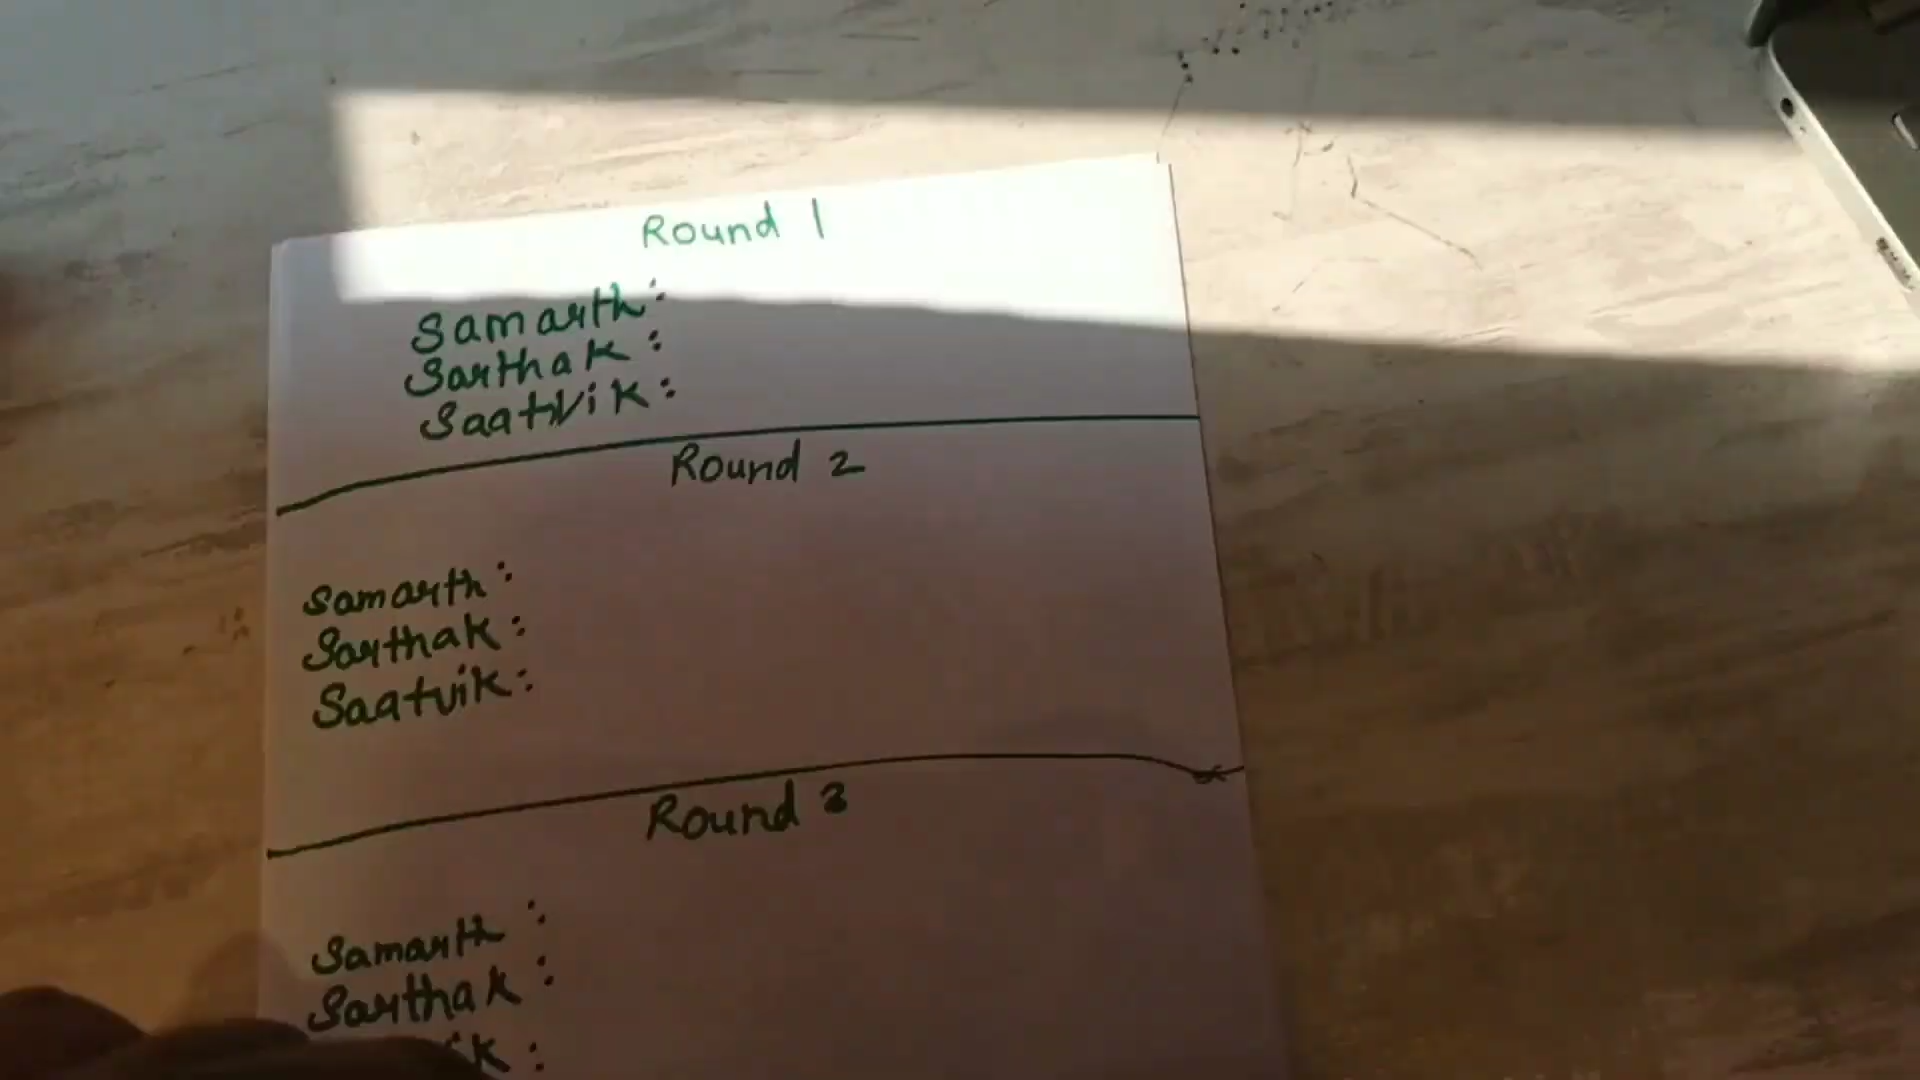 Round 1
Samarth:
Sarthak:
Saatvik:
Round 2
Samarth:
Sarthak:
Saatvik:
Round 3
Samarth:
Sarthak: